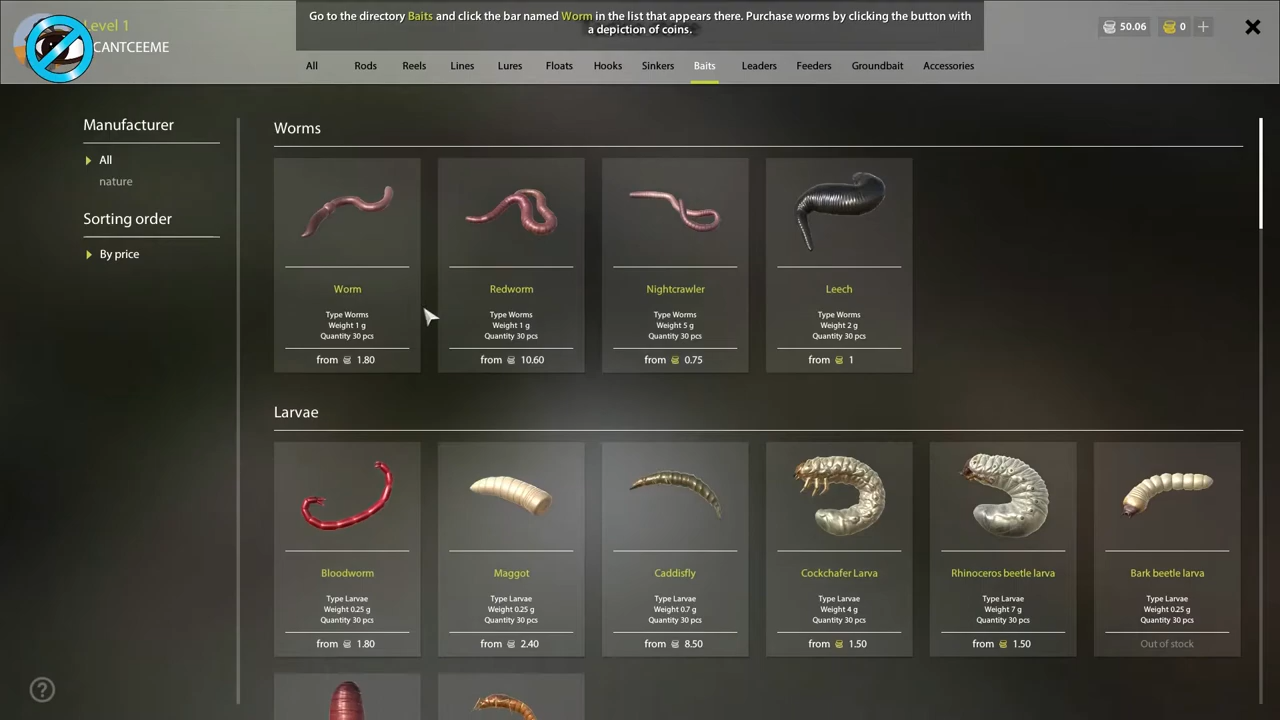 Go to the directory Baits and click the bar named Worm in the list that appears there. Purchase worms by clicking the button with
a depiction of coins.
Level 1
CANTCEEME
50.06
0
All Rods Reels Lines Lures Floats Hooks Sinkers Baits Leaders Feeders Groundbait Accessories
Manufacturer
All
nature
Sorting order
By price
Worms
Worm
Type Worms
Weight 1 g
Quantity 30 pcs
from 1.80
Redworm
Type Worms
Weight 1 g
Quantity 30 pcs
from 10.60
Nightcrawler
Type Worms
Weight 5 g
Quantity 30 pcs
from 0.75
Leech
Type Worms
Weight 2 g
Quantity 30 pcs
from 1
Larvae
Bloodworm
Type Larvae
Weight 0.25 g
Quantity 30 pcs
from 1.80
Maggot
Type Larvae
Weight 0.25 g
Quantity 30 pcs
from 2.40
Caddisfly
Type Larvae
Weight 0.7 g
Quantity 30 pcs
from 8.50
Cockchafer Larva
Type Larvae
Weight 4 g
Quantity 30 pcs
from 1.50
Rhinoceros beetle larva
Type Larvae
Weight 7 g
Quantity 30 pcs
from 1.50
Bark beetle larva
Type Larvae
Weight 0.25 g
Quantity 30 pcs
Out of stock
?